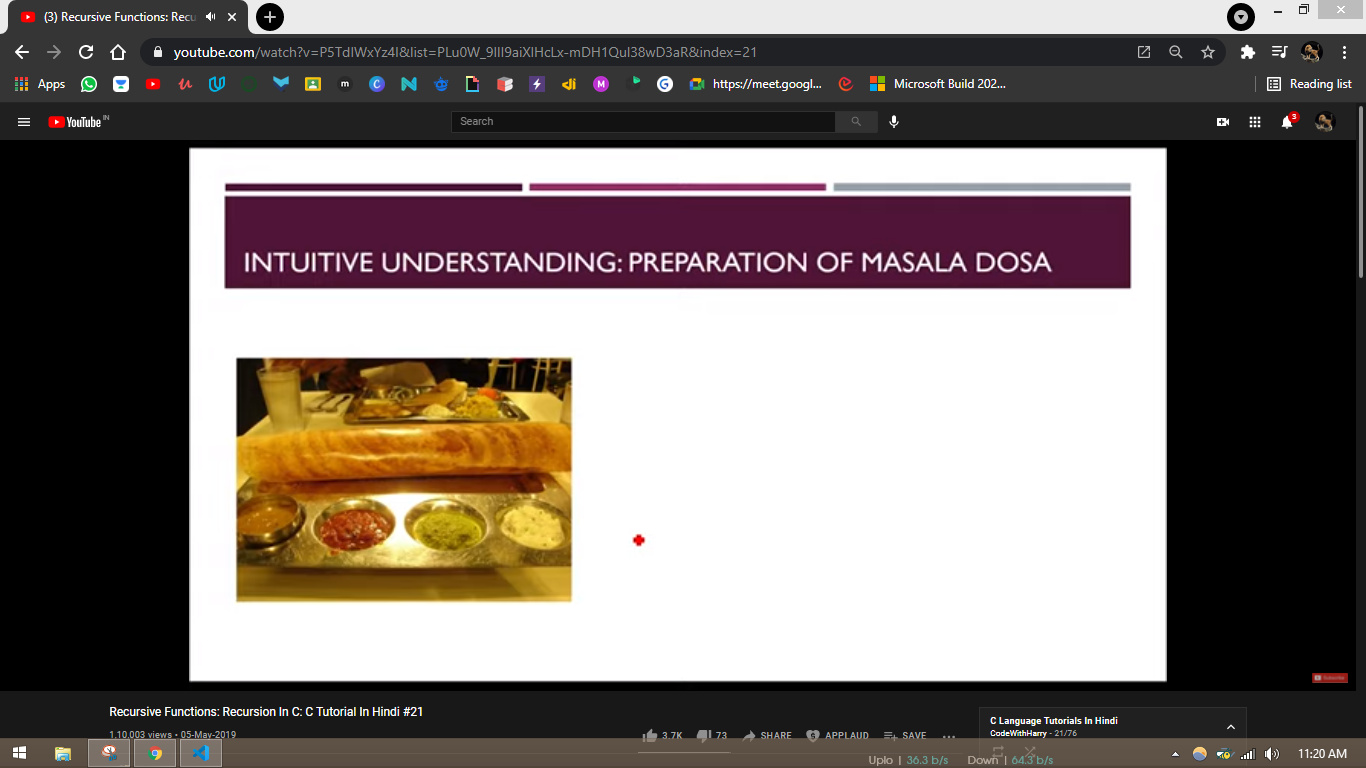 (3) Recursive Functions: Recu
youtube.com/watch?v=P5TdIWxYz4I&list=PLu0W_9lII9aiXlHcLx-mDH1QuI38wD3aR&index=21
Apps
m
C
M
G
https://meet.googl...
Microsoft Build 202...
Reading list
YouTube IN
Search
3
INTUITIVE UNDERSTANDING: PREPARATION OF MASALA DOSA
Subscribe
Recursive Functions: Recursion In C: C Tutorial In Hindi #21
1,10,003 views • 05-May-2019
3.7K
73
SHARE
APPLAUD
SAVE
C Language Tutorials In Hindi
CodeWithHarry - 21/76
Uplo | 36.3 b/s
Down | 64.3 b/s
11:20 AM